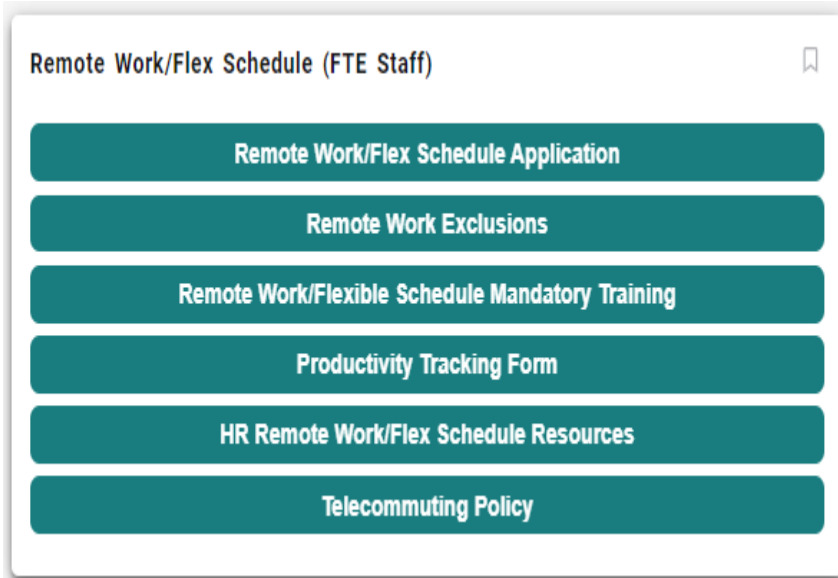 Remote Work/Flex Schedule (FTE Staff)
Remote Work/Flex Schedule Application
Remote Work Exclusions
Remote Work/Flexible Schedule Mandatory Training
Productivity Tracking Form
HR Remote Work/Flex Schedule Resources
Telecommuting Policy